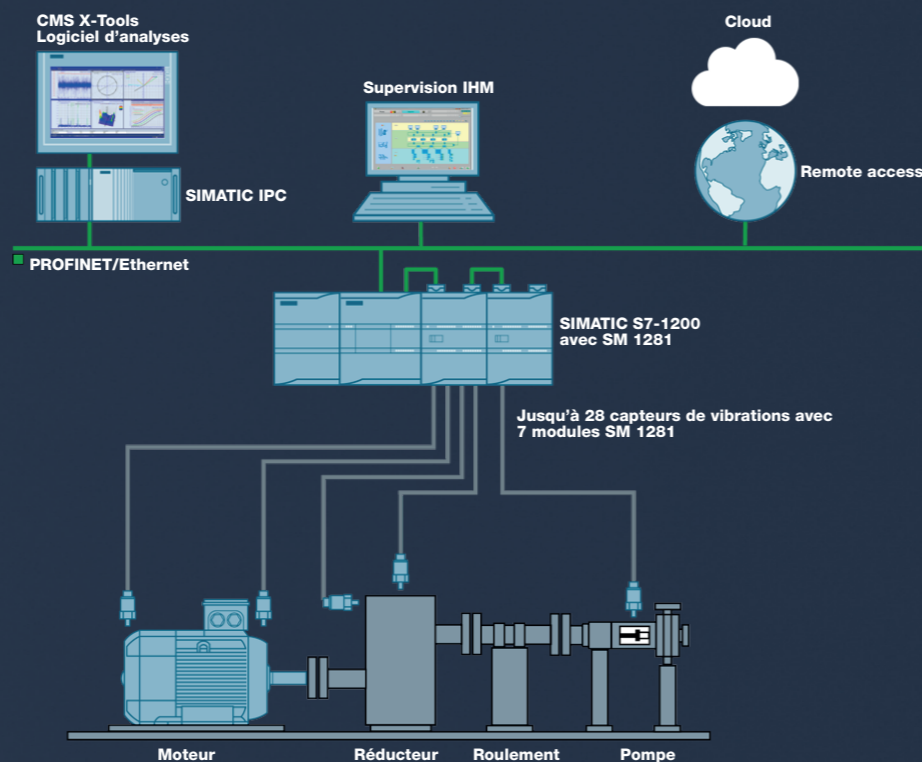 CMS X-Tools
Logiciel d'analyses
Cloud
Supervision IHM
Remote access
SIMATIC IPC
PROFINET/Ethernet
SIMATIC S7-1200
avec SM 1281
Jusqu'à 28 capteurs de vibrations avec
7 modules SM 1281
Moteur
Réducteur
Roulement
Pompe